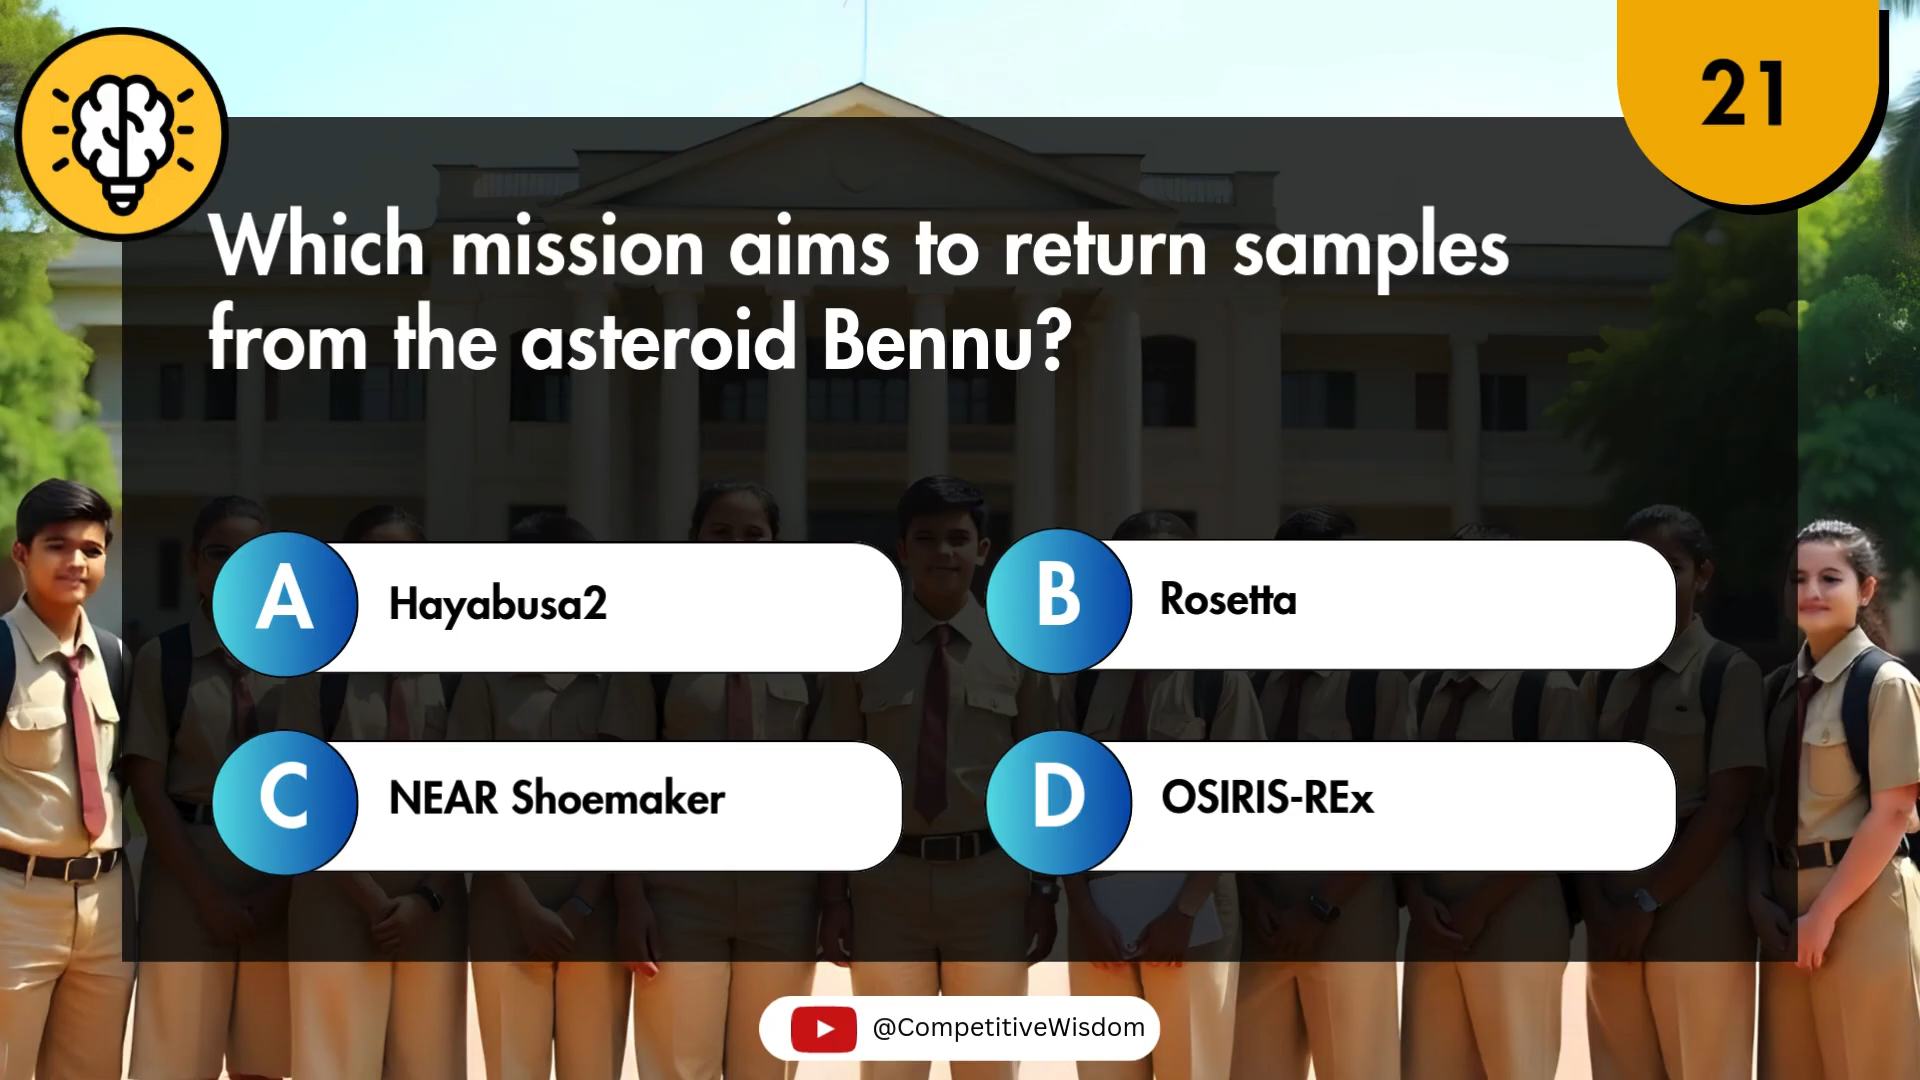 21
Which mission aims to return samples
from the asteroid Bennu?
A Hayabusa2
B Rosetta
C NEAR Shoemaker
D OSIRIS-REx
@CompetitiveWisdom